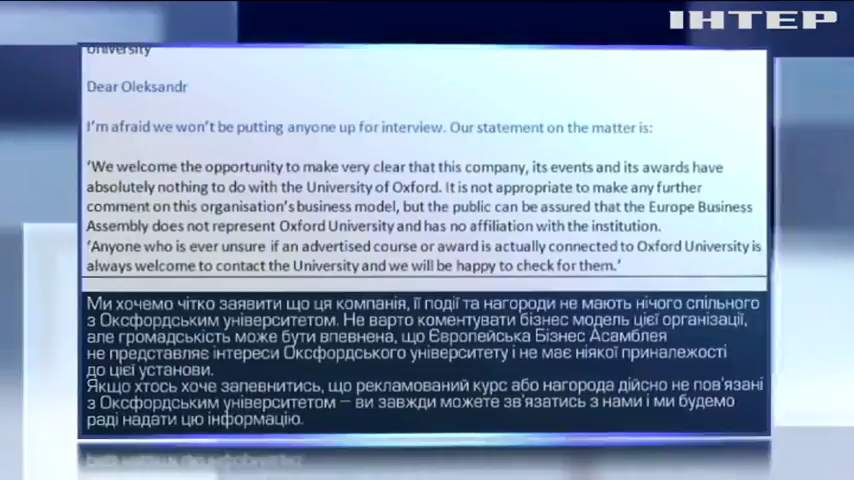 ІНТЕР
University
Dear Oleksandr
I'm afraid we won't be putting anyone up for interview. Our statement on the matter is:
'We welcome the opportunity to make very clear that this company, its events and its awards have
absolutely nothing to do with the University of Oxford. It is not appropriate to make any further
comment on this organisation's business model, but the public can be assured that the Europe Business
Assembly does not represent Oxford University and has no affiliation with the institution.
'Anyone who is ever unsure if an advertised course or award is actually connected to Oxford University is
always welcome to contact the University and we will be happy to check for them.'
Ми хочемо чітко заявити що ця компанія, її події та нагороди не мають нічого спільного
з Оксфордським університетом. Не варто коментувати бізнес модель цієї організації,
але громадськість може бути впевнена, що Європейська Бізнес Асамблея
не представляє інтереси Оксфордського університету і не має ніякої приналежості
до цієї установи.
Якщо хтось хоче запевнитись, що рекламований курс або нагорода дійсно не пов'язані
з Оксфордським університетом – ви завжди можете зв'язатись з нами і ми будемо
раді надати цю інформацію.